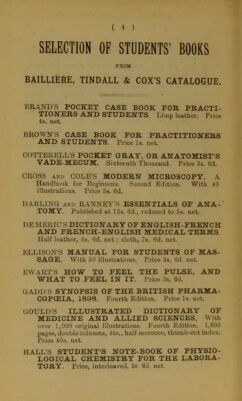 ( 4 )
SELECTION OF STUDENTS' BOOKS
FROM
BAILLIÈRE, TINDALL & COX'S CATALOGUE.
BRAND'S POCKET CASE BOOK FOR PRACTI-
TIONERS AND STUDENTS. Limp leather. Price
4s. net.
BROWN'S CASE BOOK FOR PRACTITIONERS
AND STUDENTS. Price 1s. net.
COTTERELL'S POCKET GRAY, OR ANATOMIST'S
VADE-MECUM. Sixteenth Thousand. Price 3s. 6d.
CROSS AND COLE'S MODERN MICROSCOPY. A
Handbook for Beginners. Second Edition. With 40
illustrations. Price 3s. 6d.
DARLING AND RANNEY'S ESSENTIALS OF ANA-
TOMY. Published at 12s. 6d., reduced to 5s. net.
DE MÉRIC'S DICTIONARY OF ENGLISH-FRENCH
AND FRENCH-ENGLISH MEDICAL TERMS.
Half leather, 8s. 6d. net ; cloth, 7s. 6d. net.
ELLISON'S MANUAL FOR STUDENTS OF MAS-
SAGE. With 50 illustrations. Price 3s. 6d. net.
EWART'S HOW TO FEEL THE PULSE, AND
WHAT TO FEEL IN IT. Price 3s. 6d.
GADD'S SYNOPSIS OF THE BRITISH PHARMA-
COPŒIA, 1898. Fourth Edition. Price 1s. net.
GOULD'S ILLUSTRATED DICTIONARY OF
MEDICINE AND ALLIED SCIENCES. With
over 1,000 original illustrations. Fourth Edition. 1,600
pages, double columns, 4to., half morocco, thumb-cut index.
Price 40s. net.
HALL'S STUDENT'S NOTE-BOOK OF PHYSIO-
LOGICAL CHEMISTRY FOR THE LABORA-
TORY. Price, interleaved, 2s 6d net.